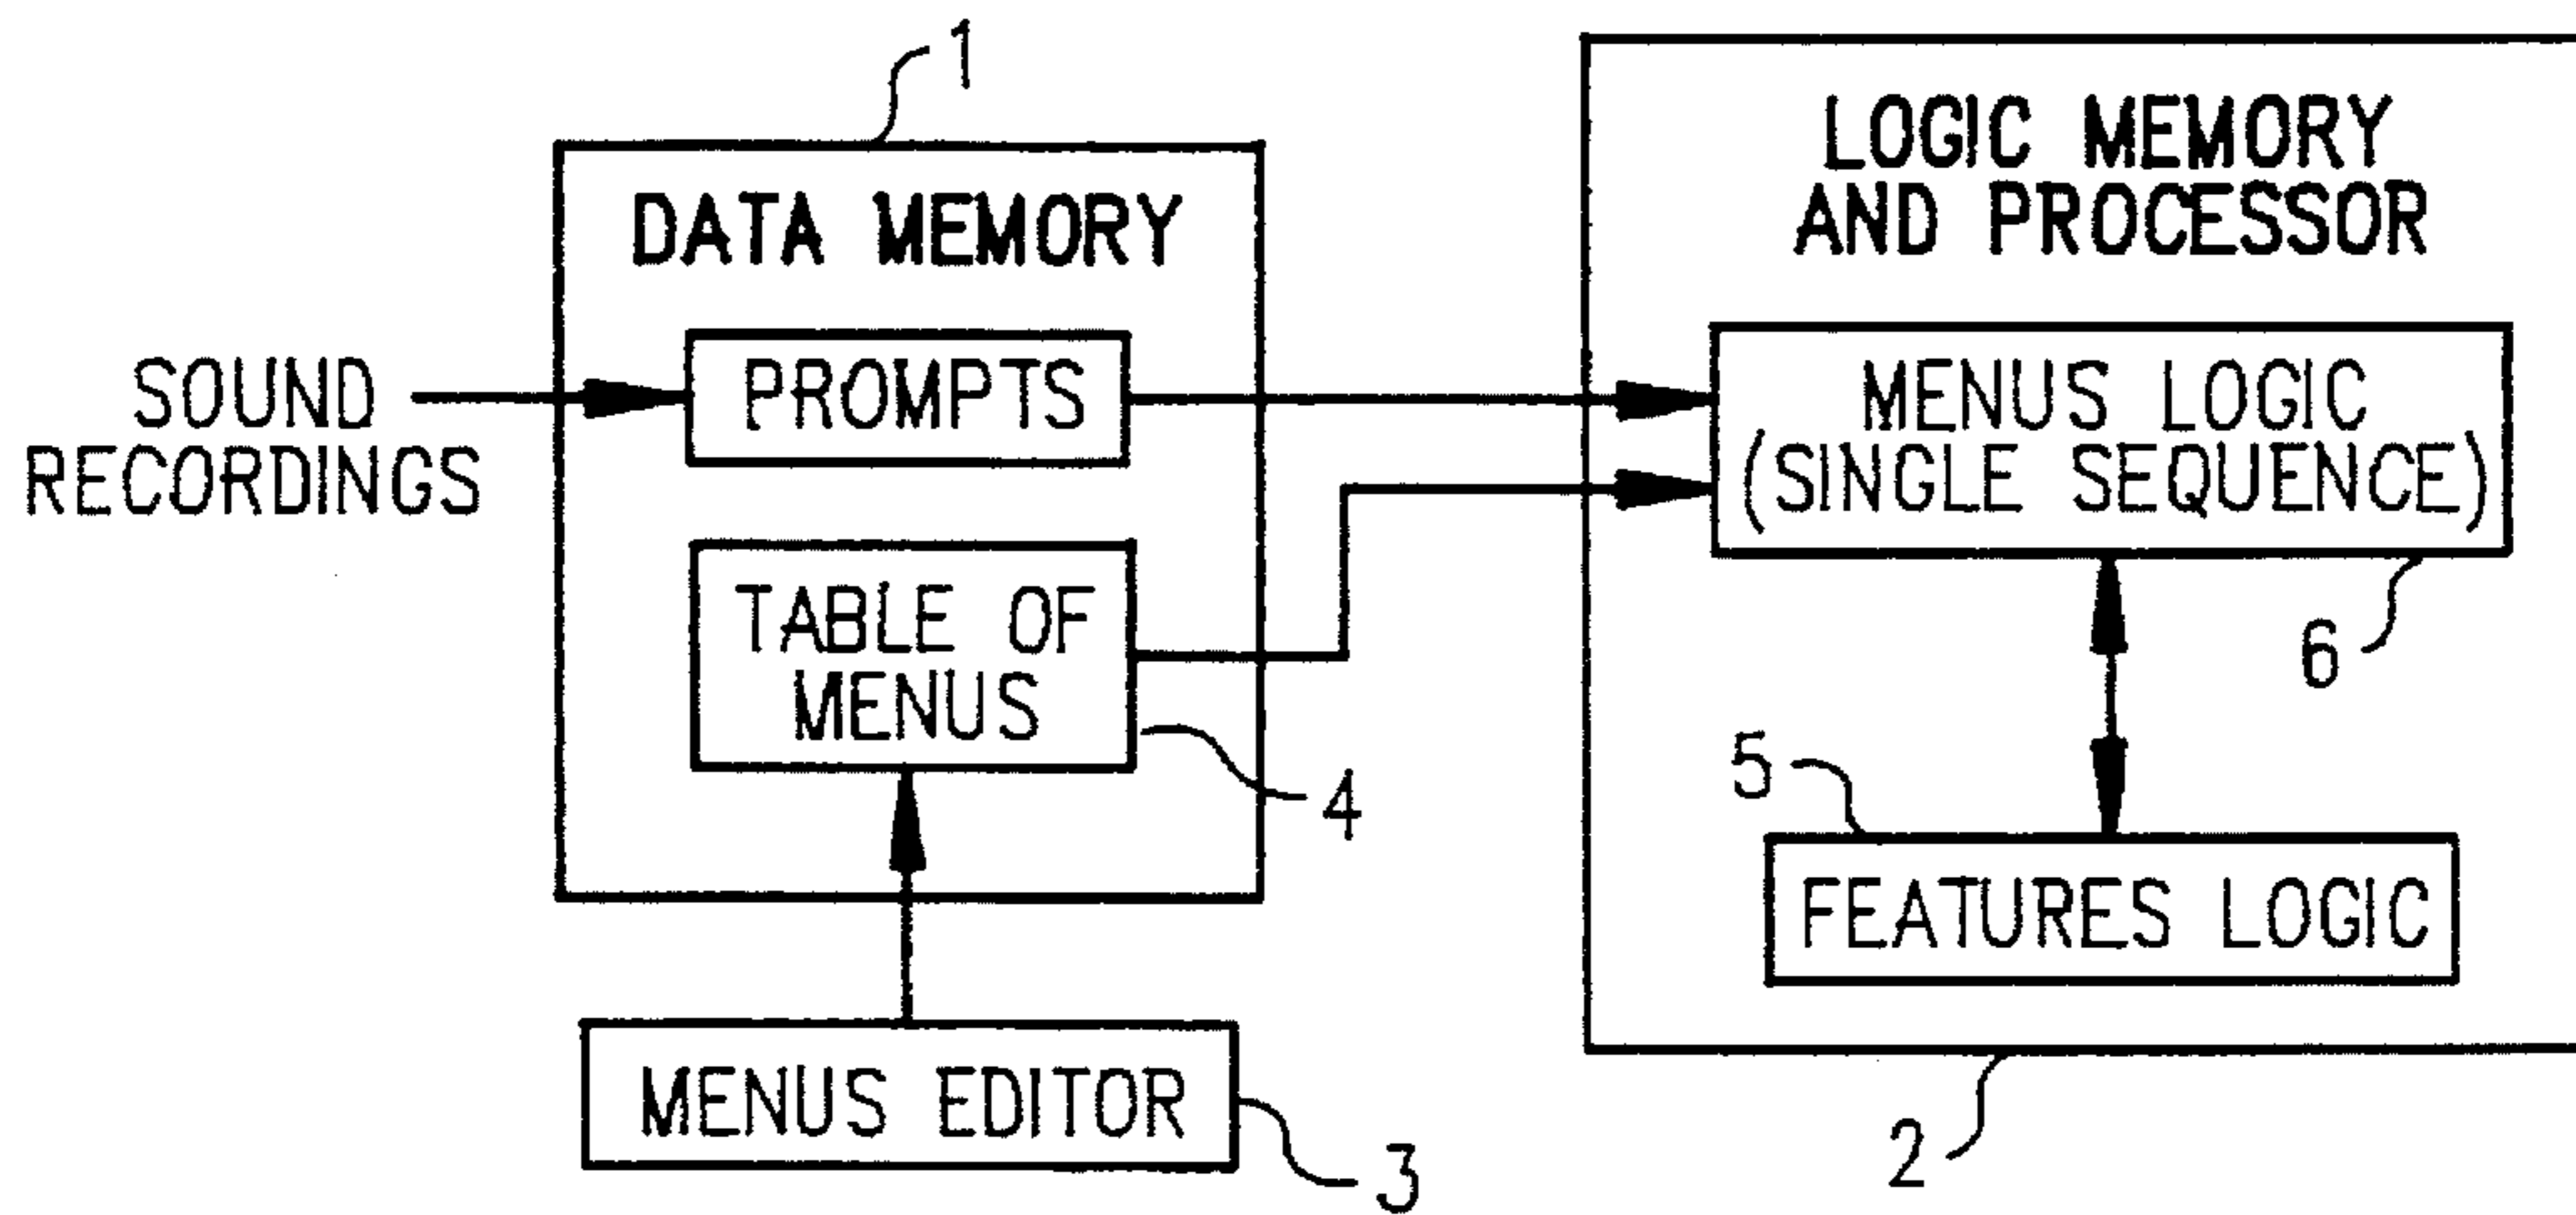 1
DATA MEMORY
SOUND
RECORDINGS
PROMPTS
TABLE OF
MENUS
4
MENUS EDITOR
3
LOGIC MEMORY
AND PROCESSOR
MENUS LOGIC
(SINGLE SEQUENCE)
6
5
FEATURES LOGIC
2